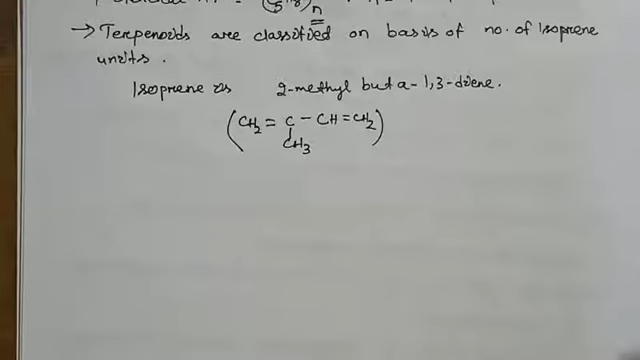 (C5H8)n
→ Terpenoids are classified on basis of no. of Isoprene
units.
Isoprene is 2-methyl buta-1,3-diene.
(CH2 = C - CH = CH2)
CH3